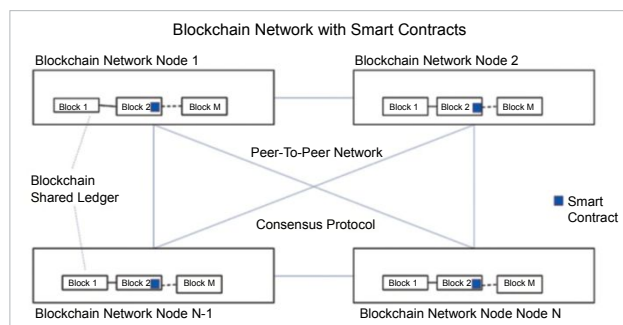 Blockchain Network with Smart Contracts
Blockchain Network Node 1
Blockchain Network Node 2
Block 1
Block 2
Block M
Block 1
Block 2
Block M
Peer-To-Peer Network
Blockchain
Shared Ledger
Smart
Contract
Consensus Protocol
Block 1
Block 2
Block M
Block 1
Block 2
Block M
Blockchain Network Node N-1
Blockchain Network Node Node N